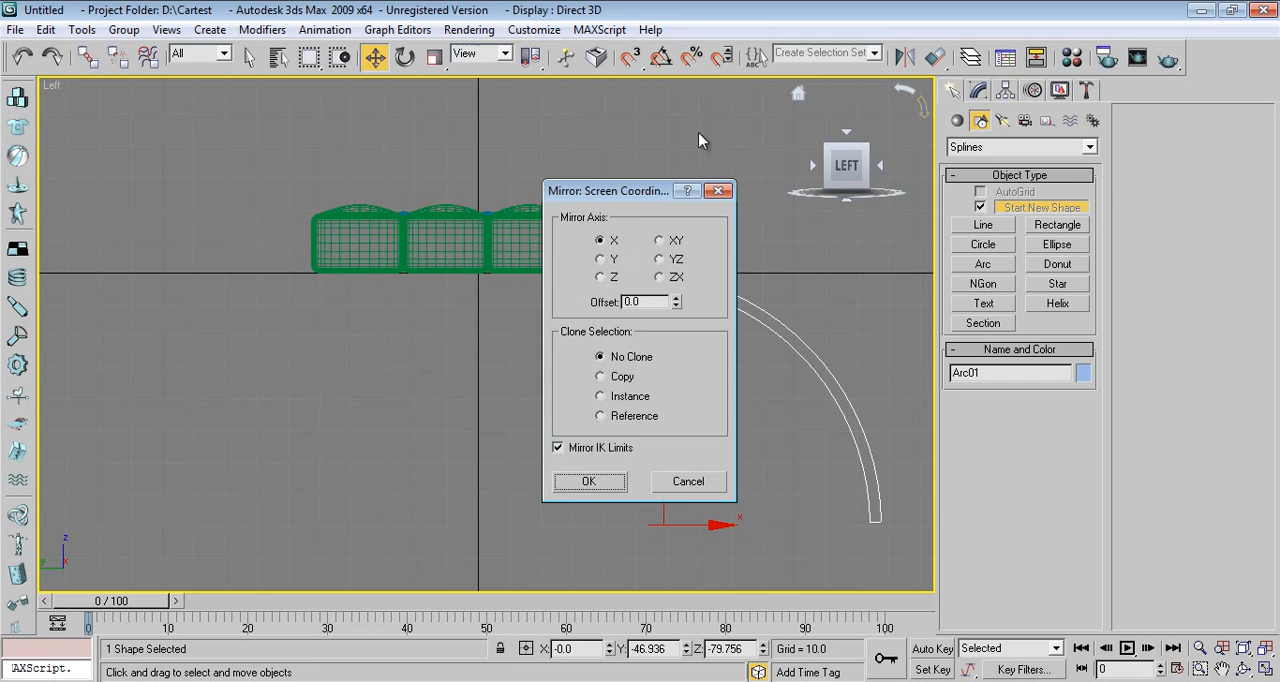 Untitled - Project Folder: D:\Cartest - Autodesk 3ds Max 2009 x64 - Unregistered Version - Display : Direct 3D
File Edit Tools Group Views Create Modifiers Animation Graph Editors Rendering Customize MAXScript Help
All View Create Selection Set
Left
LEFT
Splines
- Object Type
AutoGrid
Start New Shape
Line Rectangle
Circle Ellipse
Arc Donut
NGon Star
Text Helix
Section
- Name and Color
Arc01
Mirror: Screen Coordin...
Mirror Axis:
X XY
Y YZ
Z ZX
Offset: 0.0
Clone Selection:
No Clone
Copy
Instance
Reference
Mirror IK Limits
OK Cancel
x
z
y x
< 0 / 100 >
0 10 20 30 40 50 60 70 80 90 100
1 Shape Selected X: -0.0 Y: -46.936 Z: -79.756 Grid = 10.0 Auto Key Selected
AXScript. Click and drag to select and move objects Add Time Tag Set Key Key Filters... 0